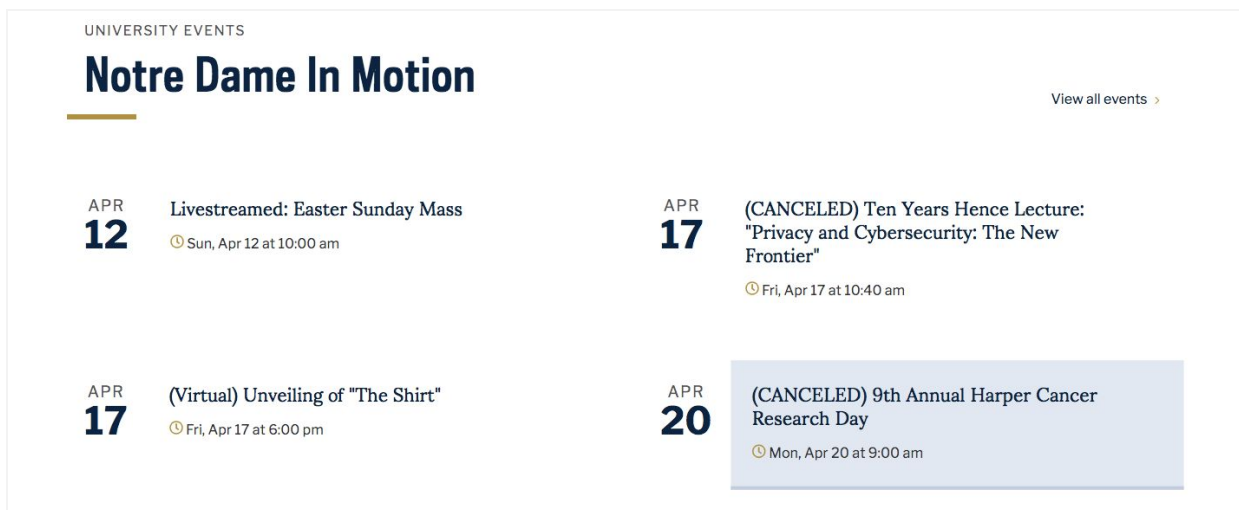 UNIVERSITY EVENTS
Notre Dame In Motion
View all events ›
APR
12
Livestreamed: Easter Sunday Mass
Sun, Apr 12 at 10:00 am
APR
17
(CANCELED) Ten Years Hence Lecture:
"Privacy and Cybersecurity: The New
Frontier"
Fri, Apr 17 at 10:40 am
APR
17
(Virtual) Unveiling of "The Shirt"
Fri, Apr 17 at 6:00 pm
APR
20
(CANCELED) 9th Annual Harper Cancer
Research Day
Mon, Apr 20 at 9:00 am